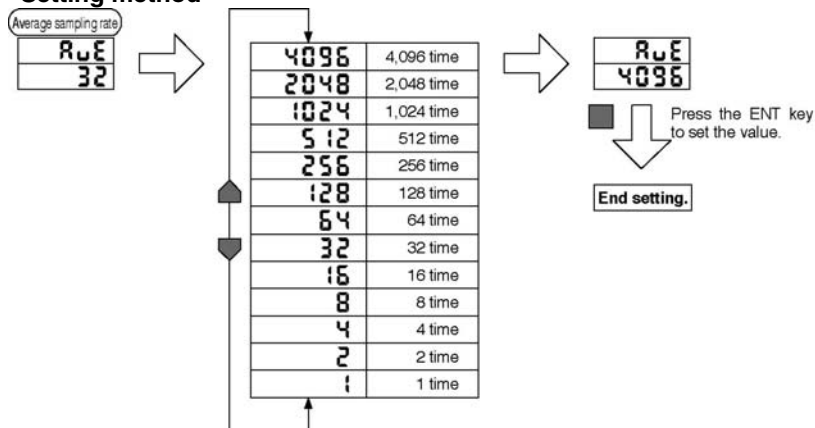 Setting method
Average sampling rate
AvE
32
4096 4,096 time
2048 2,048 time
1024 1,024 time
512 512 time
256 256 time
128 128 time
64 64 time
32 32 time
16 16 time
8 8 time
4 4 time
2 2 time
1 1 time
AvE
4096
Press the ENT key
to set the value.
End setting.